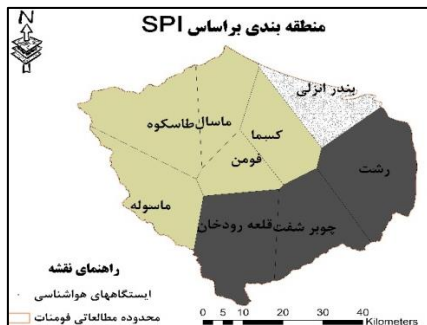 منطقه بندی براساس SPI
N
بندر انزلی
طاسکوه
ماسال
کسما
فومن
رشت
ماسوله
قلعه رودخان
چوبر شفت
راهنمای نقشه
ایستگاههای هواشناسی
محدوده مطالعاتی فومنات
0 5 10 20 30 40
Kilometers